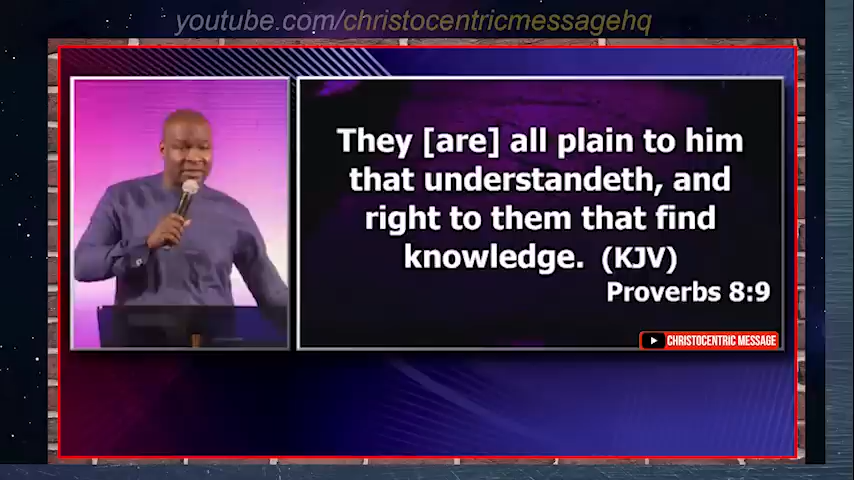 youtube.com/christocentricmessagehq
They [are] all plain to him
that understandeth, and
right to them that find
knowledge. (KJV)
Proverbs 8:9
CHRISTOCENTRIC MESSAGE